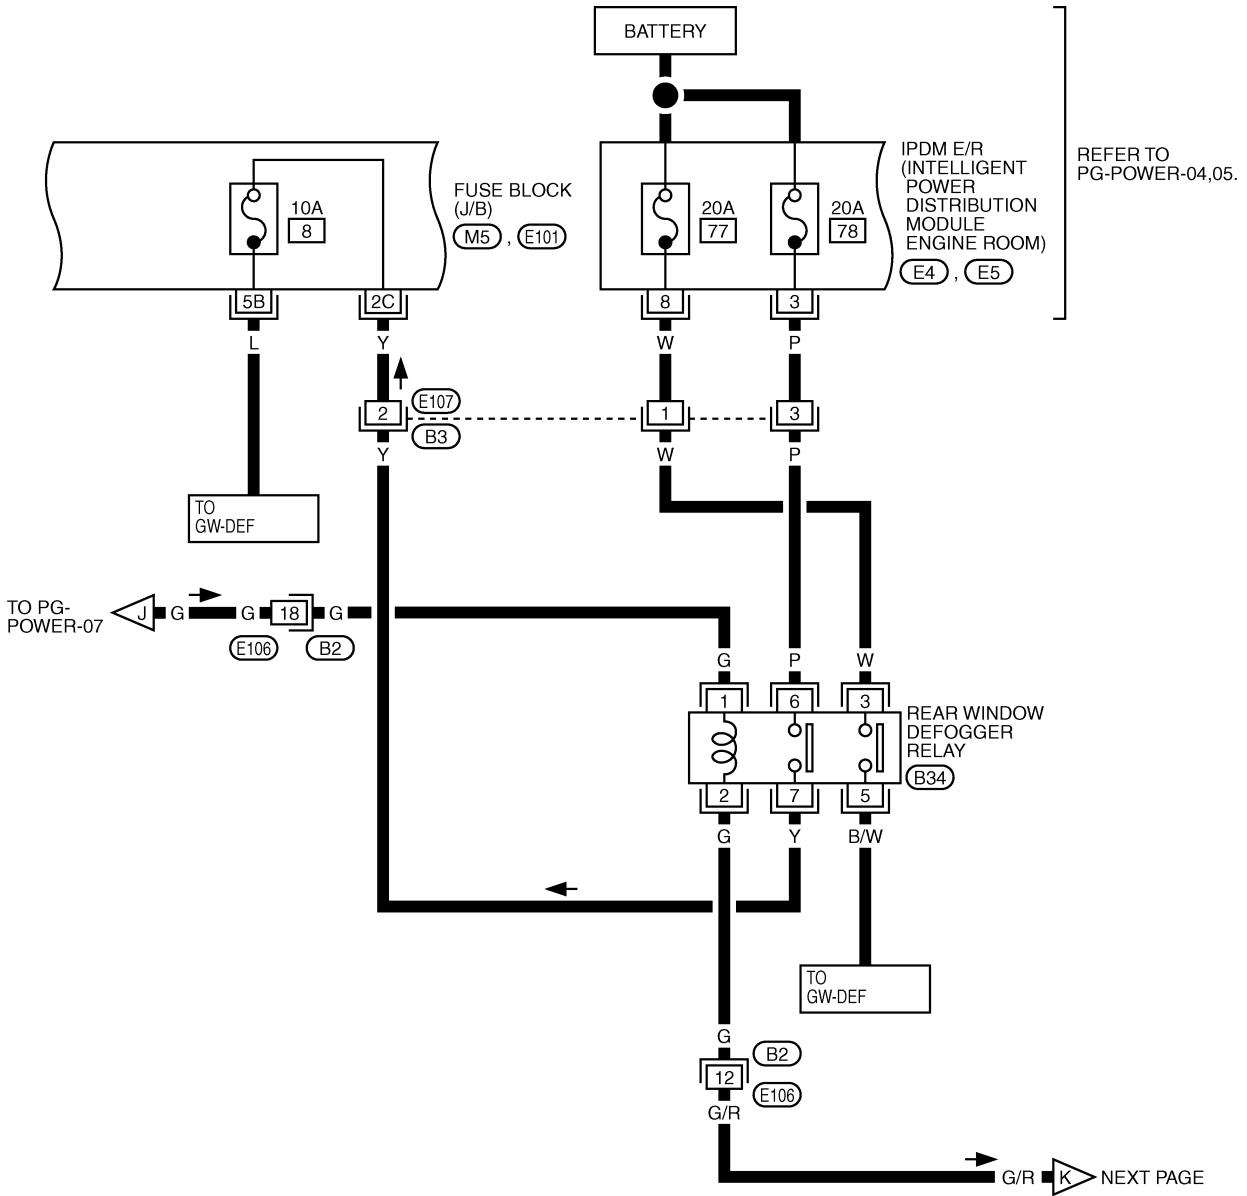 BATTERY
REFER TO
PG-POWER-04,05.
IPDM E/R
(INTELLIGENT
POWER
DISTRIBUTION
MODULE
ENGINE ROOM)
E4 , E5
10A
8
FUSE BLOCK
(J/B)
M5 , E101
20A
77
20A
78
5B
2C
8
3
L
Y
W
P
E107
2
1
3
B3
Y
W
P
TO
GW-DEF
TO PG-
POWER-07
J
G
G
18
G
E106
B2
G
P
W
1
6
3
REAR WINDOW
DEFOGGER
RELAY
B34
2
7
5
G
Y
B/W
TO
GW-DEF
G
B2
12
E106
G/R
G/R
K
NEXT PAGE